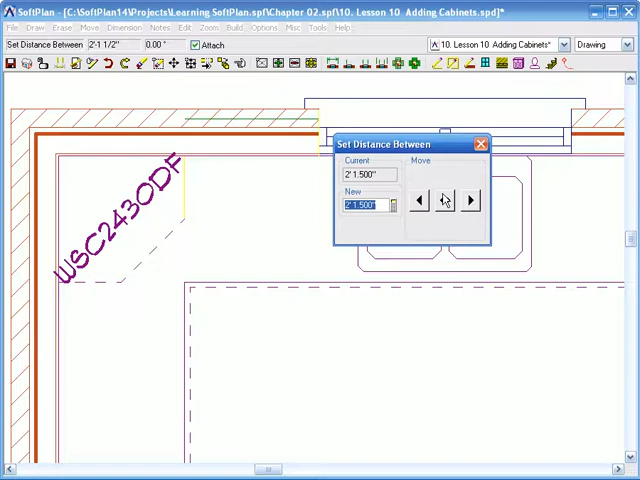 SoftPlan - [C:\SoftPlan14\Projects\Learning SoftPlan.spf\Chapter 02.spf\10. Lesson 10  Adding Cabinets.spd]*
File Draw Erase Move Dimension Notes Edit Build Options Misc Tools
Set Distance Between 2'-1 1/2" 0.00 ° Attach 10. Lesson 10  Adding Cabinets* Drawing
Set Distance Between
Current Move
2' 1.500"
New
2' 1.500"
WSC2430DF